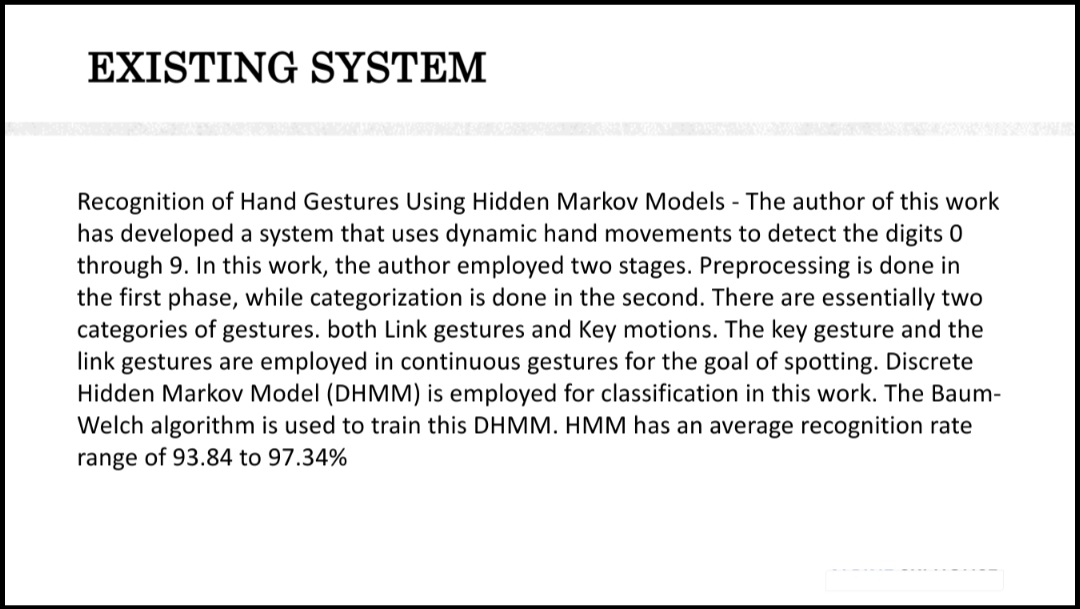 EXISTING SYSTEM
Recognition of Hand Gestures Using Hidden Markov Models - The author of this work
has developed a system that uses dynamic hand movements to detect the digits 0
through 9. In this work, the author employed two stages. Preprocessing is done in
the first phase, while categorization is done in the second. There are essentially two
categories of gestures. both Link gestures and Key motions. The key gesture and the
link gestures are employed in continuous gestures for the goal of spotting. Discrete
Hidden Markov Model (DHMM) is employed for classification in this work. The Baum-
Welch algorithm is used to train this DHMM. HMM has an average recognition rate
range of 93.84 to 97.34%